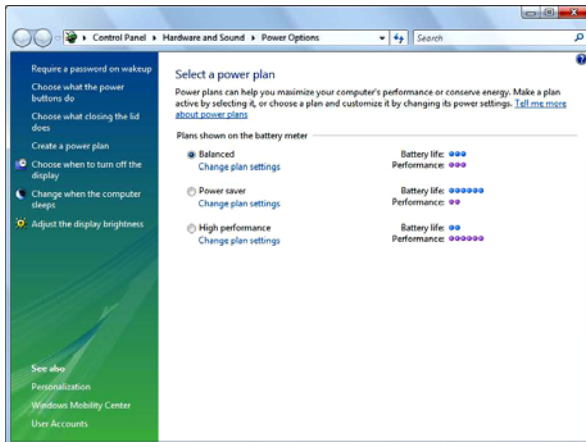 Control Panel ▸ Hardware and Sound ▸ Power Options
Search
Require a password on wakeup
Choose what the power
buttons do
Choose what closing the lid
does
Create a power plan
Choose when to turn off the
display
Change when the computer
sleeps
Adjust the display brightness
See also
Personalization
Windows Mobility Center
User Accounts
Select a power plan
Power plans can help you maximize your computer's performance or conserve energy. Make a plan
active by selecting it, or choose a plan and customize it by changing its power settings. Tell me more
about power plans
Plans shown on the battery meter
Balanced Battery life:
Change plan settings Performance:
Power saver Battery life:
Change plan settings Performance:
High performance Battery life:
Change plan settings Performance: